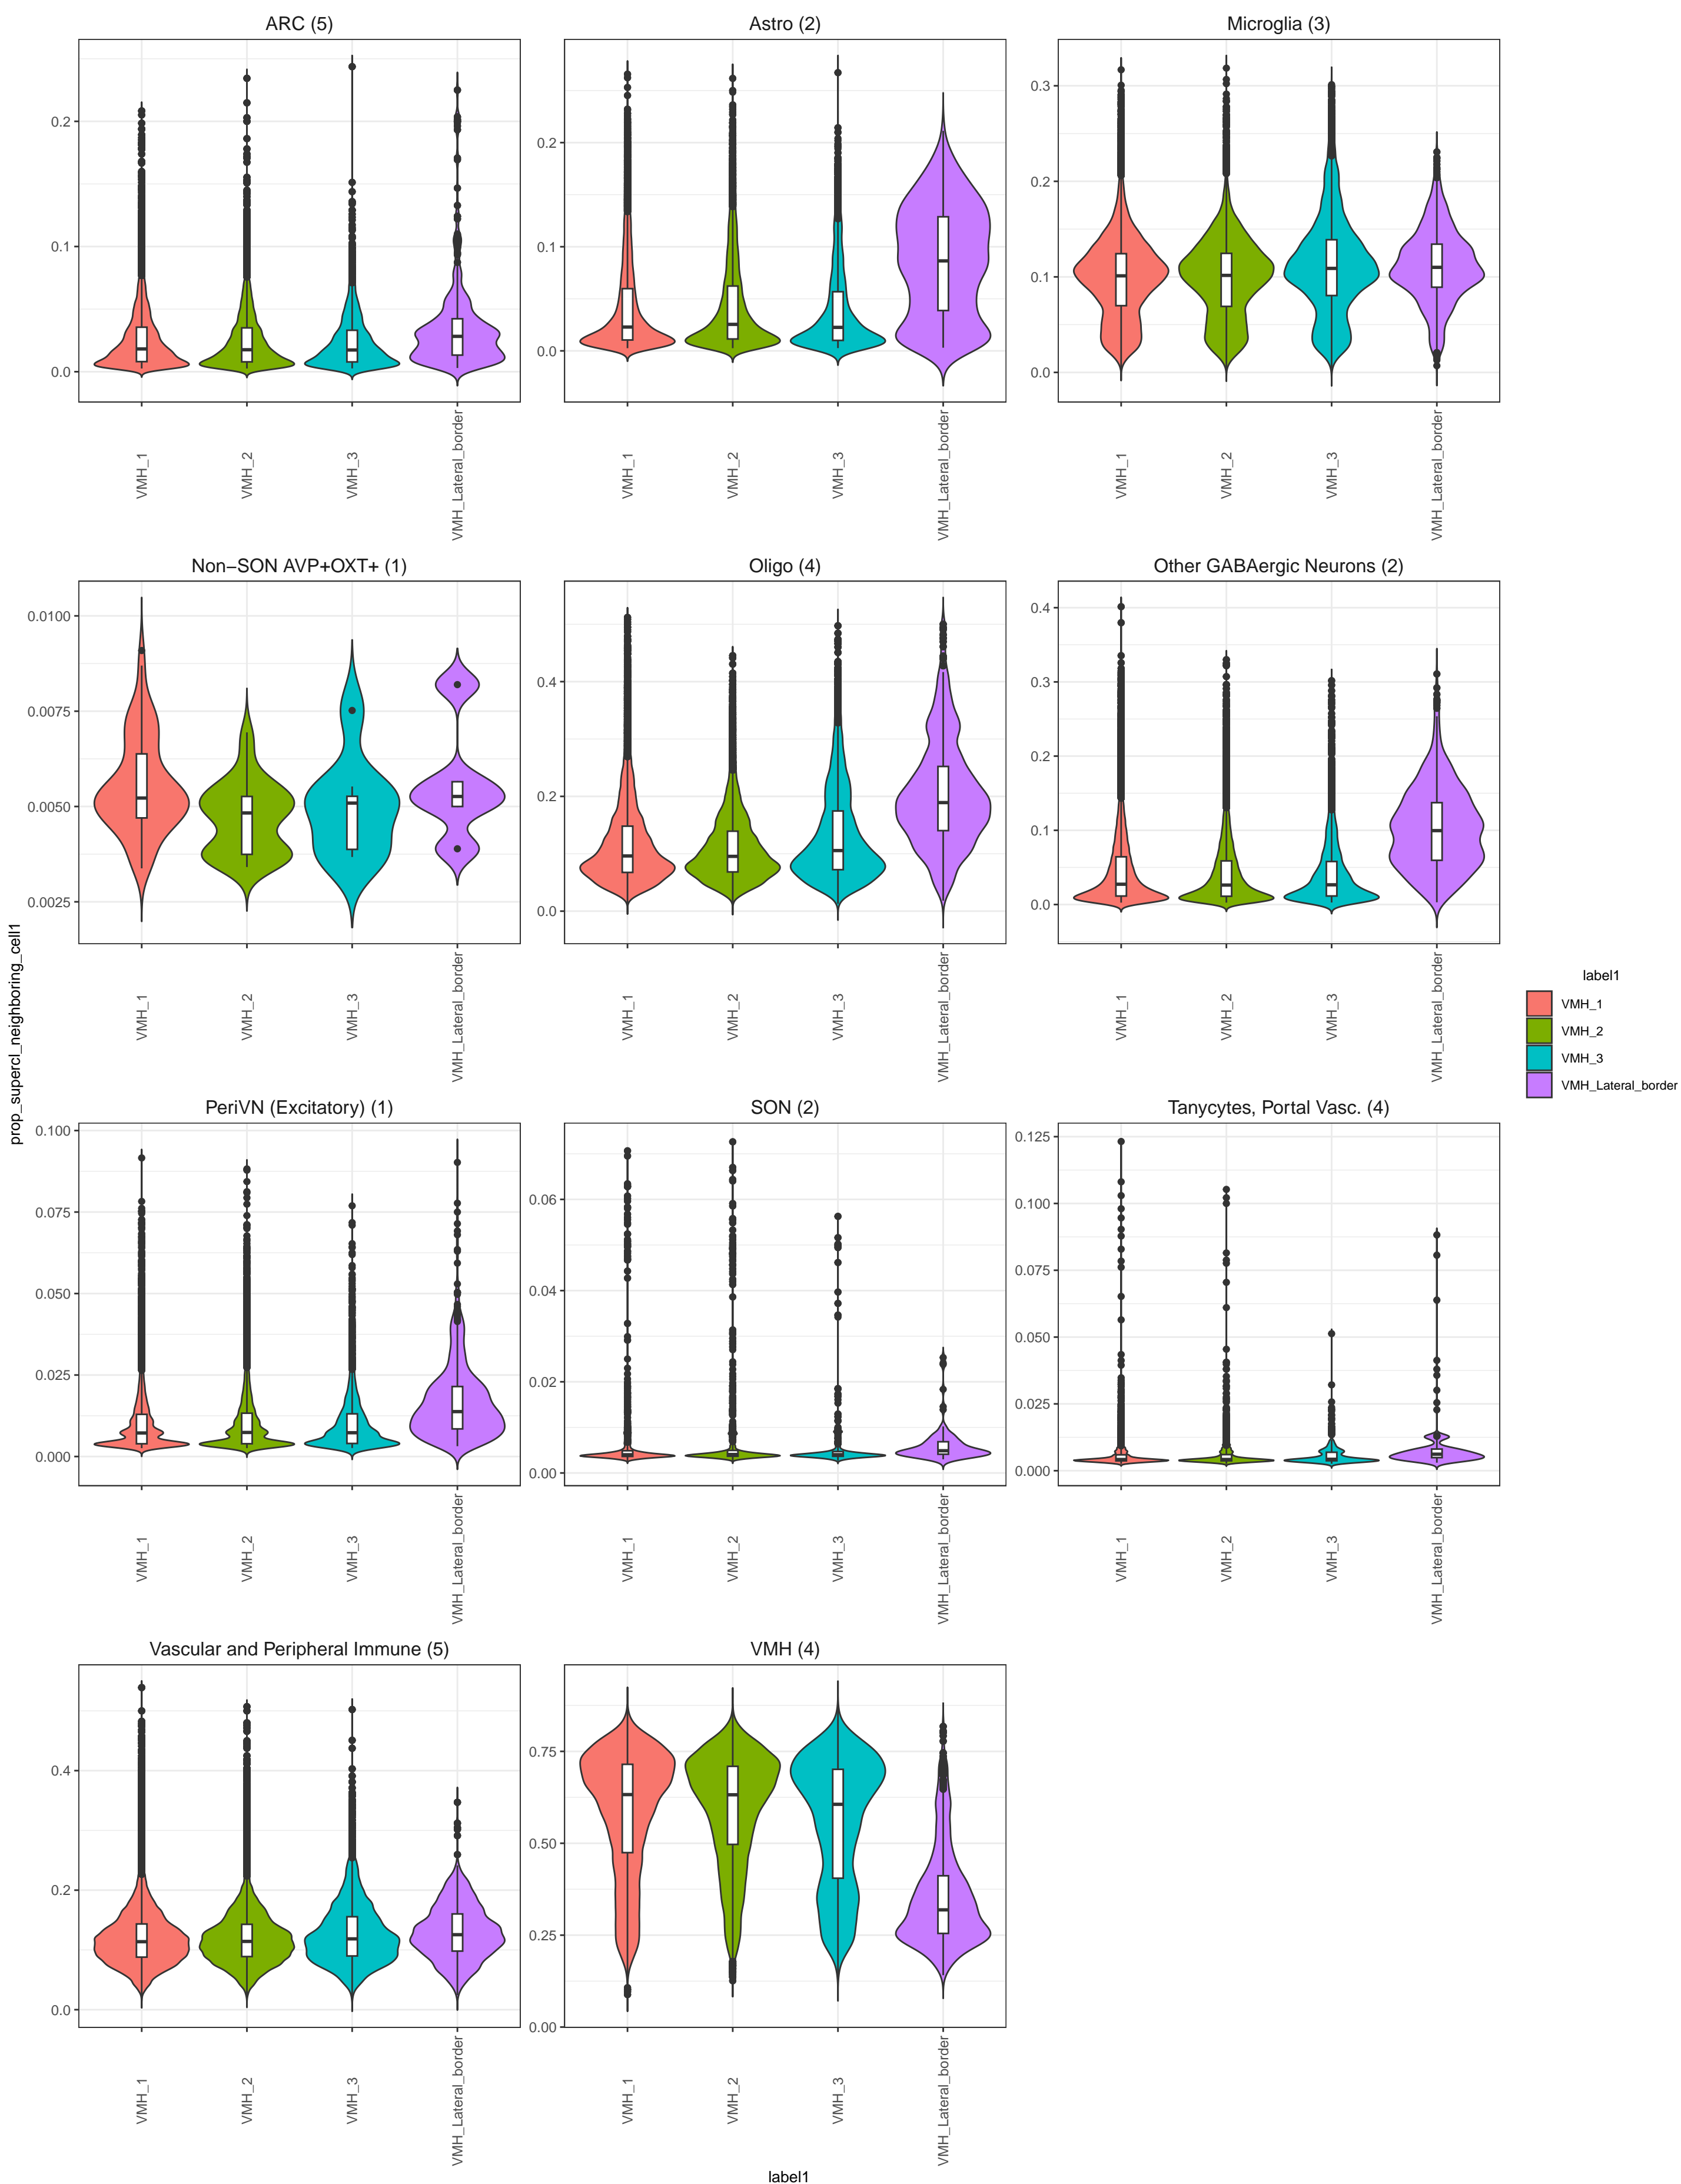 ARC (5)
Astro (2)
Microglia (3)
0.2
0.1
0.0
0.2
0.1
0.0
0.3
0.2
0.1
0.0
VMH_1
VMH_2
VMH_3
VMH_Lateral_border
VMH_1
VMH_2
VMH_3
VMH_Lateral_border
VMH_1
VMH_2
VMH_3
VMH_Lateral_border
Non−SON AVP+OXT+ (1)
Oligo (4)
Other GABAergic Neurons (2)
0.0100
0.0075
0.0050
0.0025
0.4
0.2
0.0
0.4
0.3
0.2
0.1
0.0
VMH_1
VMH_2
VMH_3
VMH_Lateral_border
VMH_1
VMH_2
VMH_3
VMH_Lateral_border
VMH_1
VMH_2
VMH_3
VMH_Lateral_border
prop_supercl_neighboring_cell1
label1
VMH_1
VMH_2
VMH_3
VMH_Lateral_border
PeriVN (Excitatory) (1)
SON (2)
Tanycytes, Portal Vasc. (4)
0.100
0.075
0.050
0.025
0.000
0.06
0.04
0.02
0.00
0.125
0.100
0.075
0.050
0.025
0.000
VMH_1
VMH_2
VMH_3
VMH_Lateral_border
VMH_1
VMH_2
VMH_3
VMH_Lateral_border
VMH_1
VMH_2
VMH_3
VMH_Lateral_border
Vascular and Peripheral Immune (5)
VMH (4)
0.4
0.2
0.0
0.75
0.50
0.25
0.00
VMH_1
VMH_2
VMH_3
VMH_Lateral_border
VMH_1
VMH_2
VMH_3
VMH_Lateral_border
label1